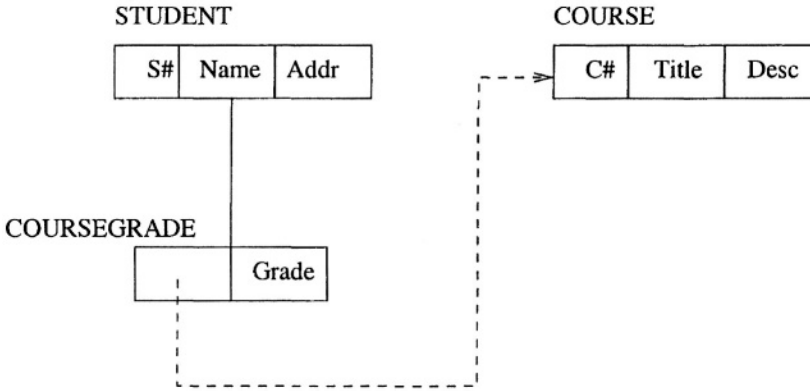 STUDENT
COURSE
S# Name Addr
C# Title Desc
COURSEGRADE
Grade